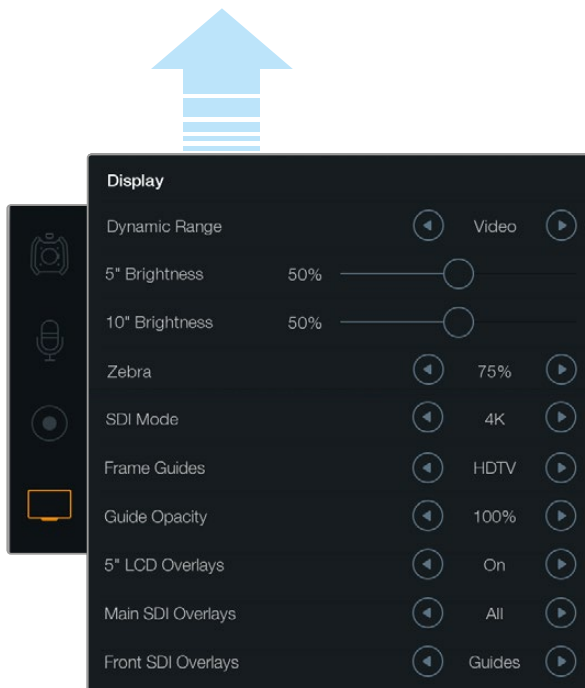 Display
Dynamic Range Video
5" Brightness 50%
10" Brightness 50%
Zebra 75%
SDI Mode 4K
Frame Guides HDTV
Guide Opacity 100%
5" LCD Overlays On
Main SDI Overlays All
Front SDI Overlays Guides